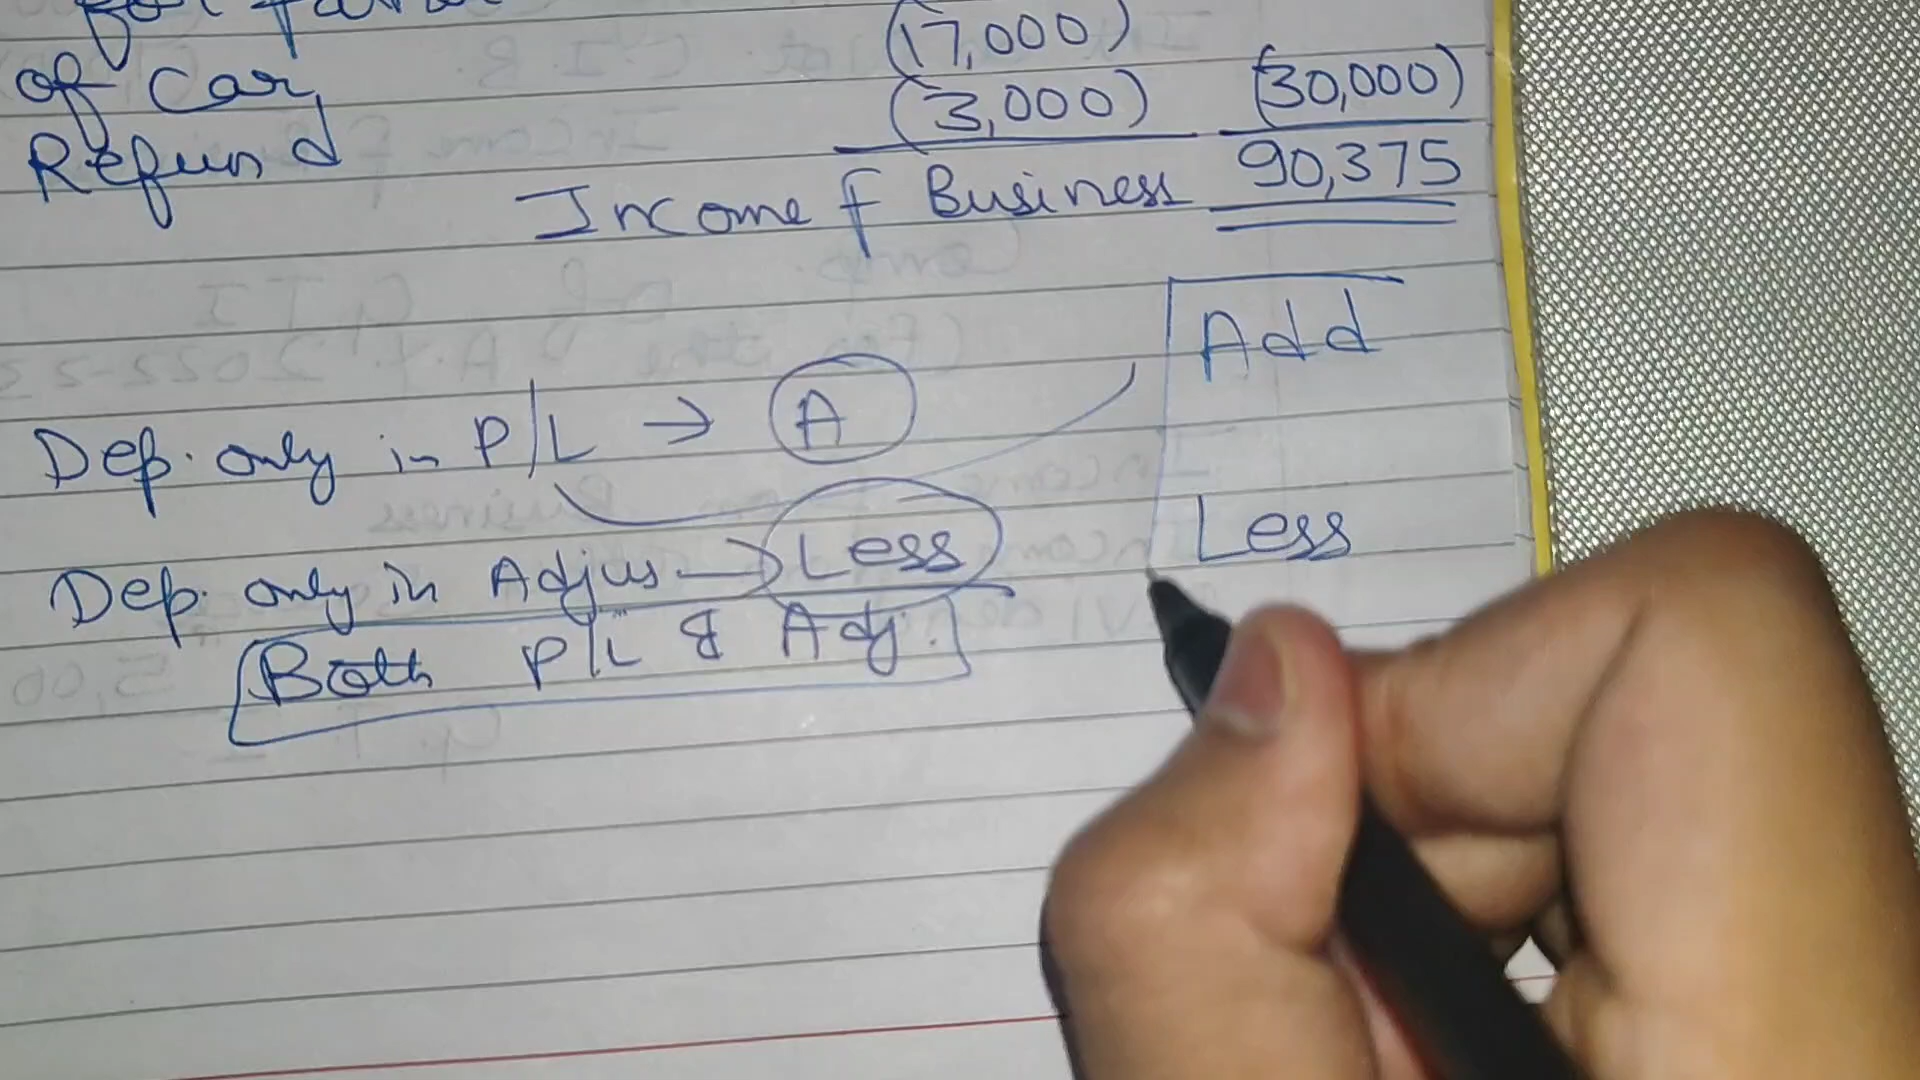 of Car,
(17,000)
Refund (3,000) (30,000)
Income f Business 90,375
Add
Dep. only in P/L → A
Less
Dep. only in Adjus → Less
Both P/L & Adj.